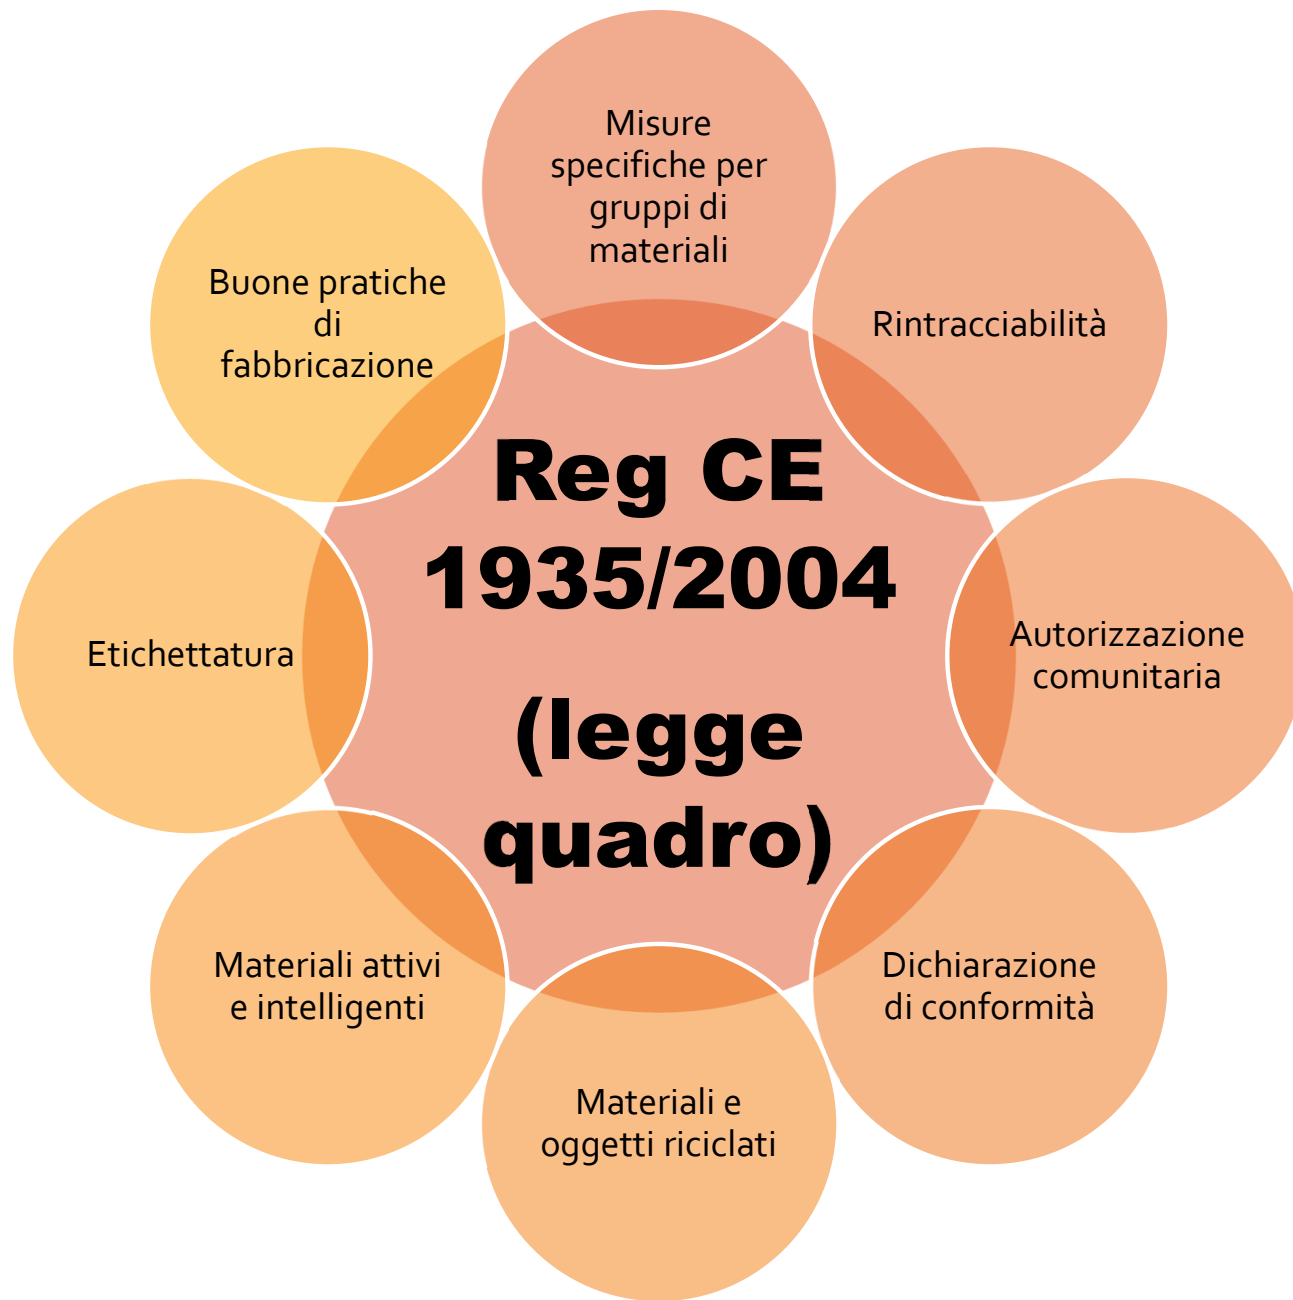 Misure
specifiche per
gruppi di
materiali
Rintracciabilità
Autorizzazione
comunitaria
Dichiarazione
di conformità
Materiali e
oggetti riciclati
Materiali attivi
e intelligenti
Etichettatura
Buone pratiche
di
fabbricazione
Reg CE
1935/2004
(legge
quadro)